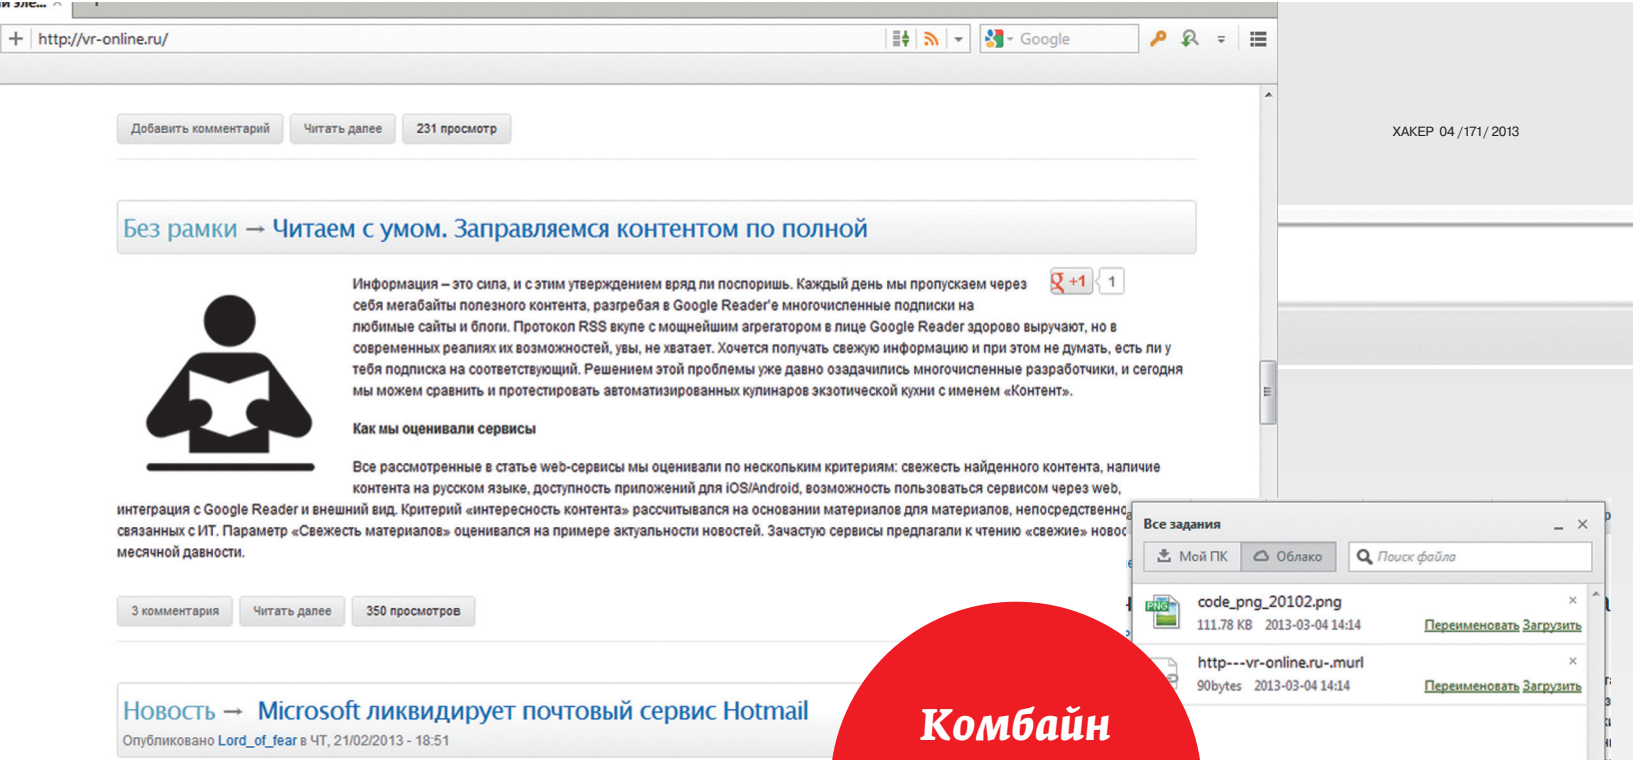 http://vr-online.ru/
Google
ХАКЕР 04 /171/ 2013
Добавить комментарий
Читать далее
231 просмотр
Без рамки → Читаем с умом. Заправляемся контентом по полной
Информация – это сила, и с этим утверждением вряд ли поспоришь. Каждый день мы пропускаем через
+1
1
себя мегабайты полезного контента, разгребая в Google Reader'е многочисленные подписки на
любимые сайты и блоги. Протокол RSS вкупе с мощнейшим агрегатором в лице Google Reader здорово выручают, но в
современных реалиях их возможностей, увы, не хватает. Хочется получать свежую информацию и при этом не думать, есть ли у
тебя подписка на соответствующий. Решением этой проблемы уже давно озадачились многочисленные разработчики, и сегодня
мы можем сравнить и протестировать автоматизированных кулинаров экзотической кухни с именем «Контент».
Как мы оценивали сервисы
Все рассмотренные в статье web-сервисы мы оценивали по нескольким критериям: свежесть найденного контента, наличие
контента на русском языке, доступность приложений для iOS/Android, возможность пользоваться сервисом через web,
интеграция с Google Reader и внешний вид. Критерий «интересность контента» рассчитывался на основании материалов для материалов, непосредственно
связанных с ИТ. Параметр «Свежесть материалов» оценивался на примере актуальности новостей. Зачастую сервисы предлагали к чтению «свежие» новос
месячной давности.
3 комментария
Читать далее
350 просмотров
Новость → Microsoft ликвидирует почтовый сервис Hotmail
Опубликовано Lord_of_fear в ЧТ, 21/02/2013 - 18:51
Все задания
Мой ПК
Облако
Поиск файла
PNG
code_png_20102.png
111.78 KB 2013-03-04 14:14
Переименовать Загрузить
http---vr-online.ru-.murl
90bytes 2013-03-04 14:14
Переименовать Загрузить
Комбайн